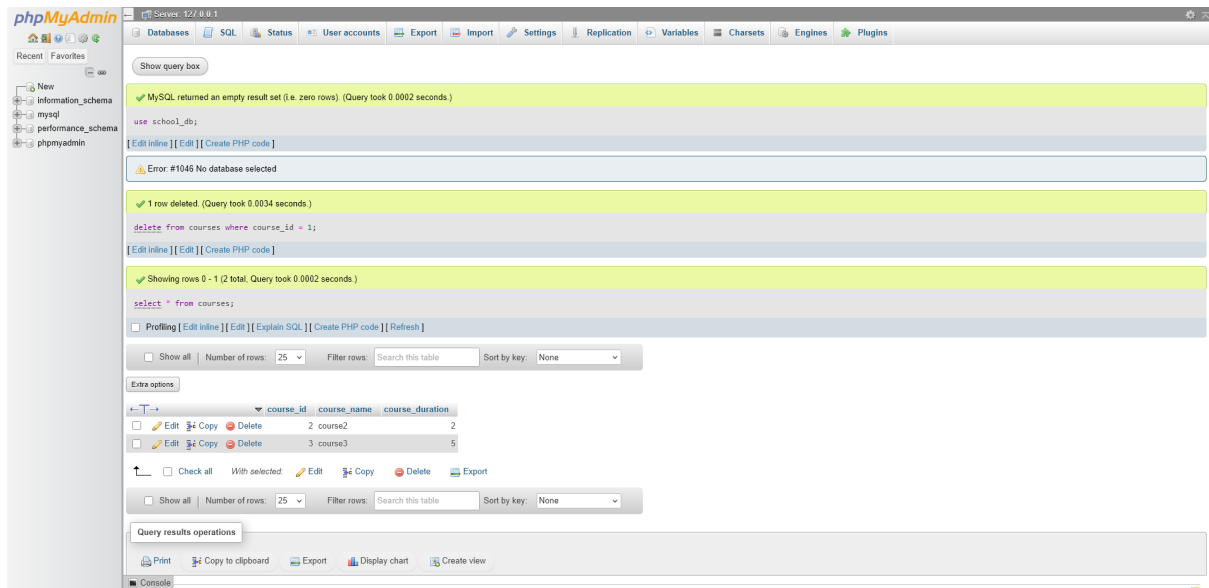 phpMyAdmin
Recent Favorites
New
information_schema
mysql
performance_schema
phpmyadmin
Server: 127.0.0.1
Databases SQL Status User accounts Export Import Settings Replication Variables Charsets Engines Plugins
Show query box
MySQL returned an empty result set (i.e. zero rows). (Query took 0.0002 seconds.)
use school_db;
[ Edit inline ] [ Edit ] [ Create PHP code ]
Error: #1046 No database selected
1 row deleted. (Query took 0.0034 seconds.)
delete from courses where course_id = 1;
[ Edit inline ] [ Edit ] [ Create PHP code ]
Showing rows 0 - 1 (2 total, Query took 0.0002 seconds.)
select * from courses;
Profiling [ Edit inline ] [ Edit ] [ Explain SQL ] [ Create PHP code ] [ Refresh ]
Show all | Number of rows: 25 Filter rows: Search this table Sort by key: None
Extra options
←T→ course_id course_name course_duration
Edit Copy Delete 2 course2 2
Edit Copy Delete 3 course3 5
Check all With selected: Edit Copy Delete Export
Show all | Number of rows: 25 Filter rows: Search this table Sort by key: None
Query results operations
Print Copy to clipboard Export Display chart Create view
Console